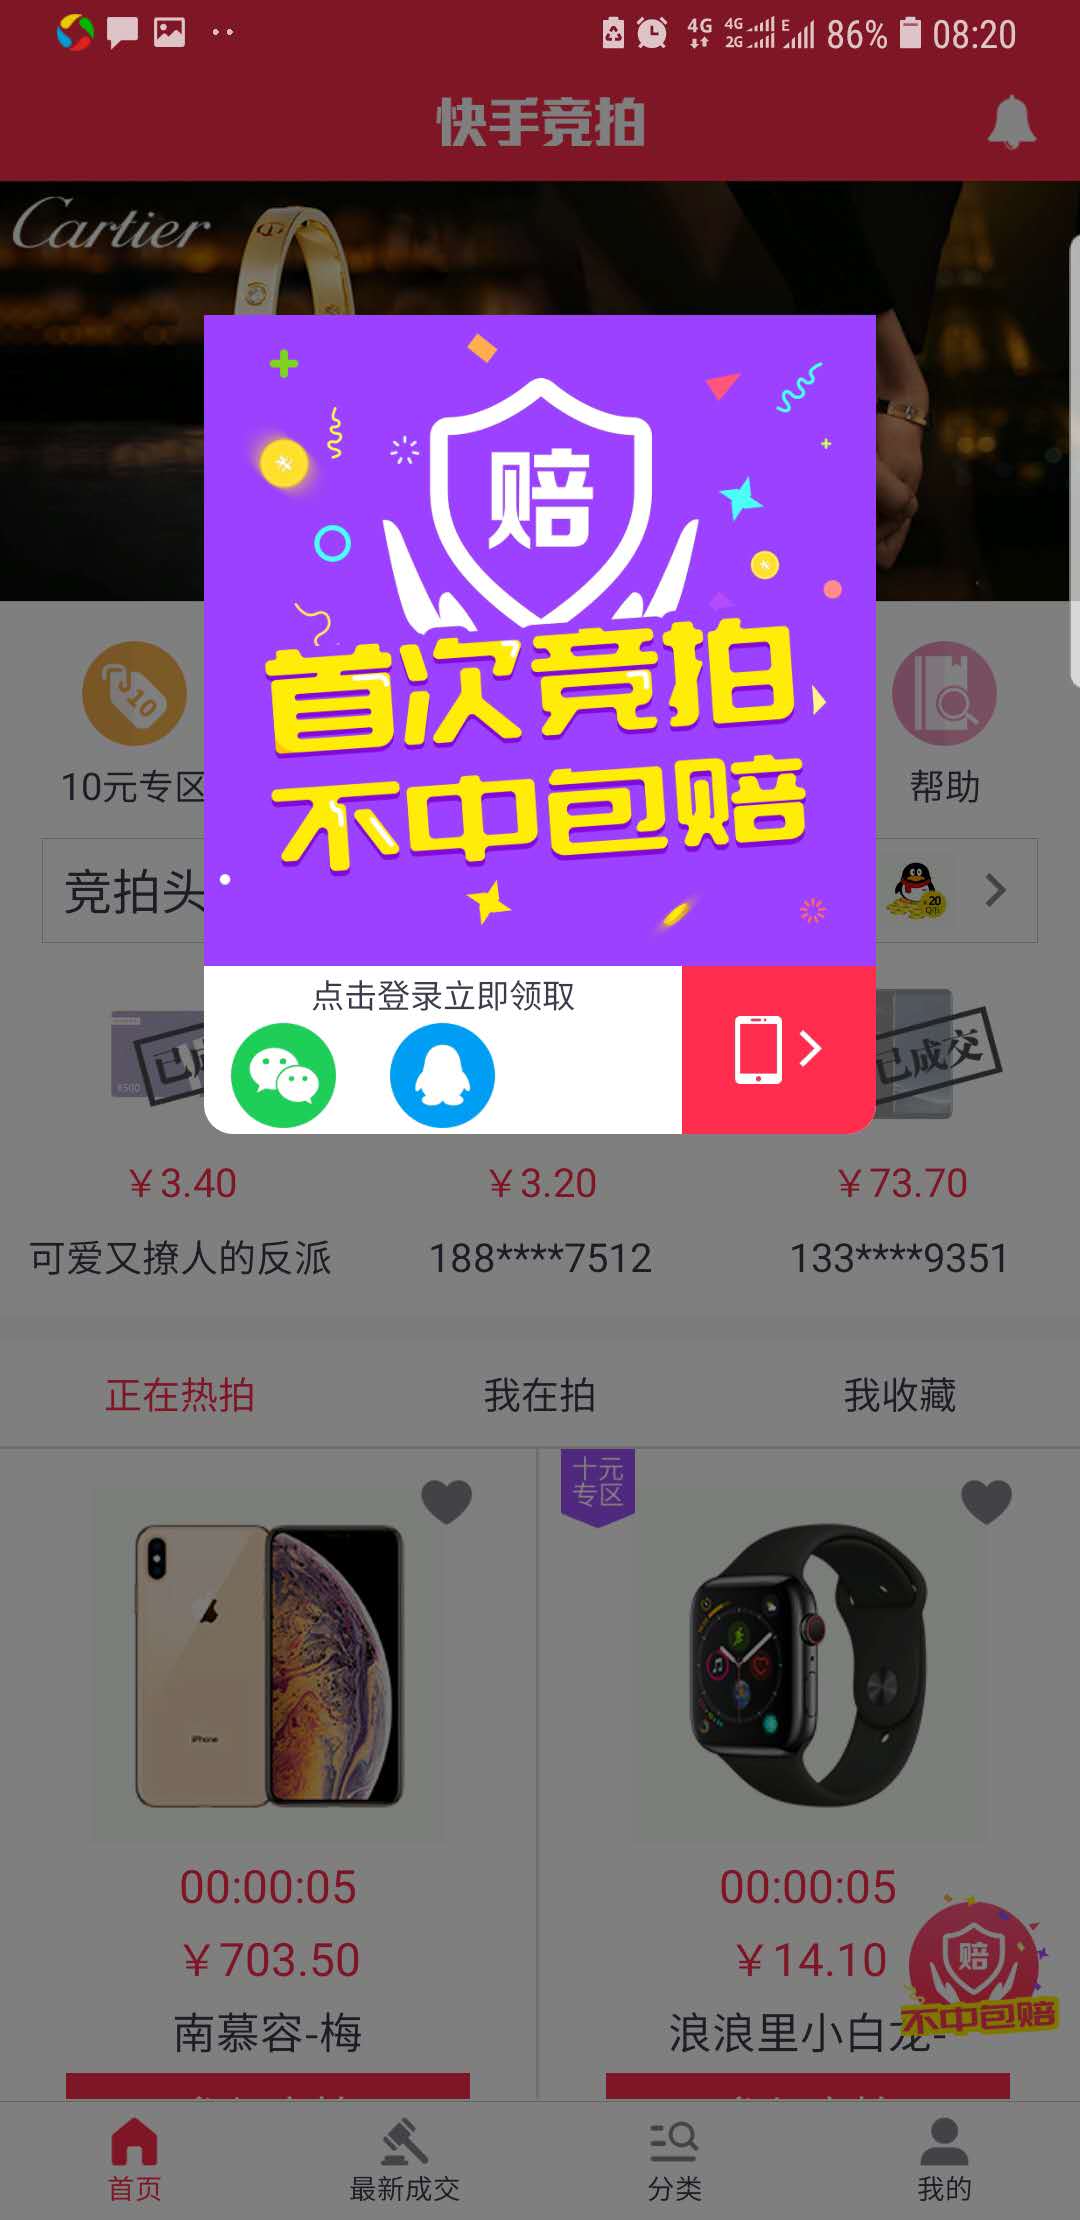 4G 4G 2G E 86% 08:20
快手竞拍
Cartier
赔
首次竞拍
不中包赔
10
10元专区
帮助
竞拍头
20
点击登录立即领取
¥500
已成交
¥3.40
¥3.20
¥73.70
可爱又撩人的反派
188****7512
133****9351
正在热拍
我在拍
我收藏
十元
专区
iPhone
00:00:05
00:00:05
¥703.50
¥14.10
赔
不中包赔
南慕容-梅
浪浪里小白龙-
首页
最新成交
分类
我的